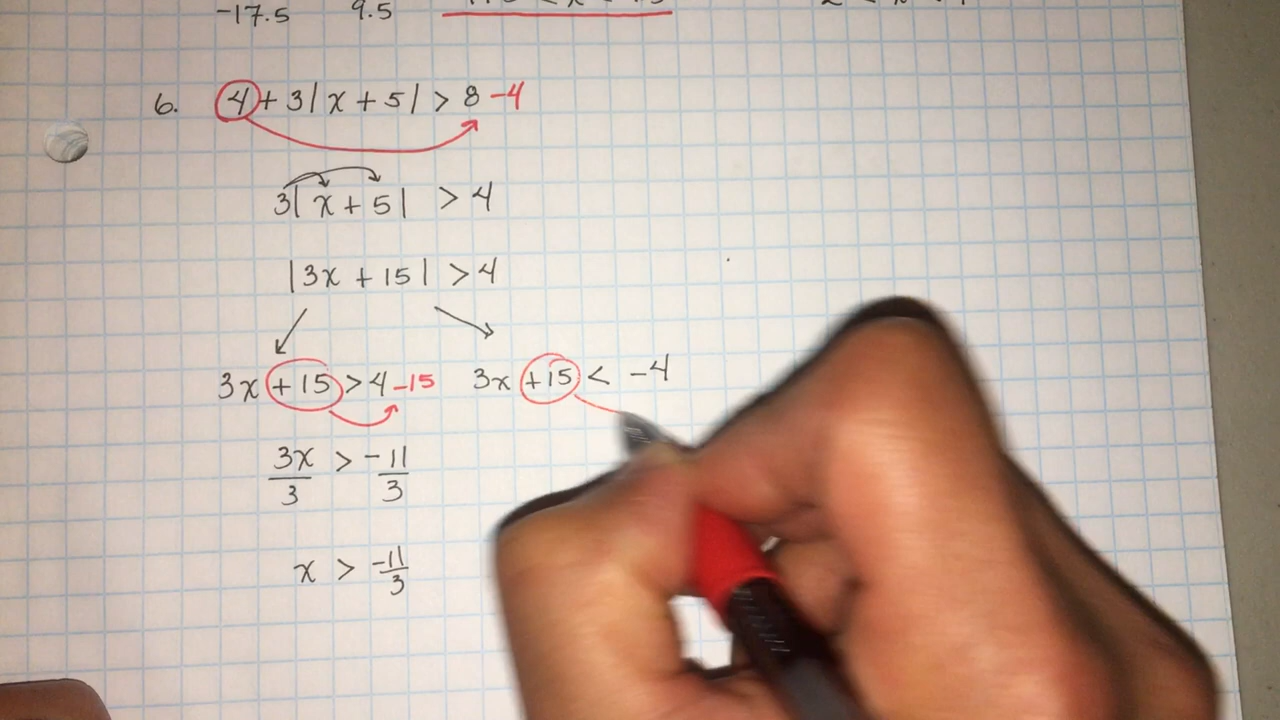 -17.5 9.5
6. 4 + 3| x + 5| > 8 -4
3| x + 5| > 4
|3x + 15| > 4
3x + 15 > 4 -15 3x +15 < -4
3x/3 > -11/3
x > -11/3